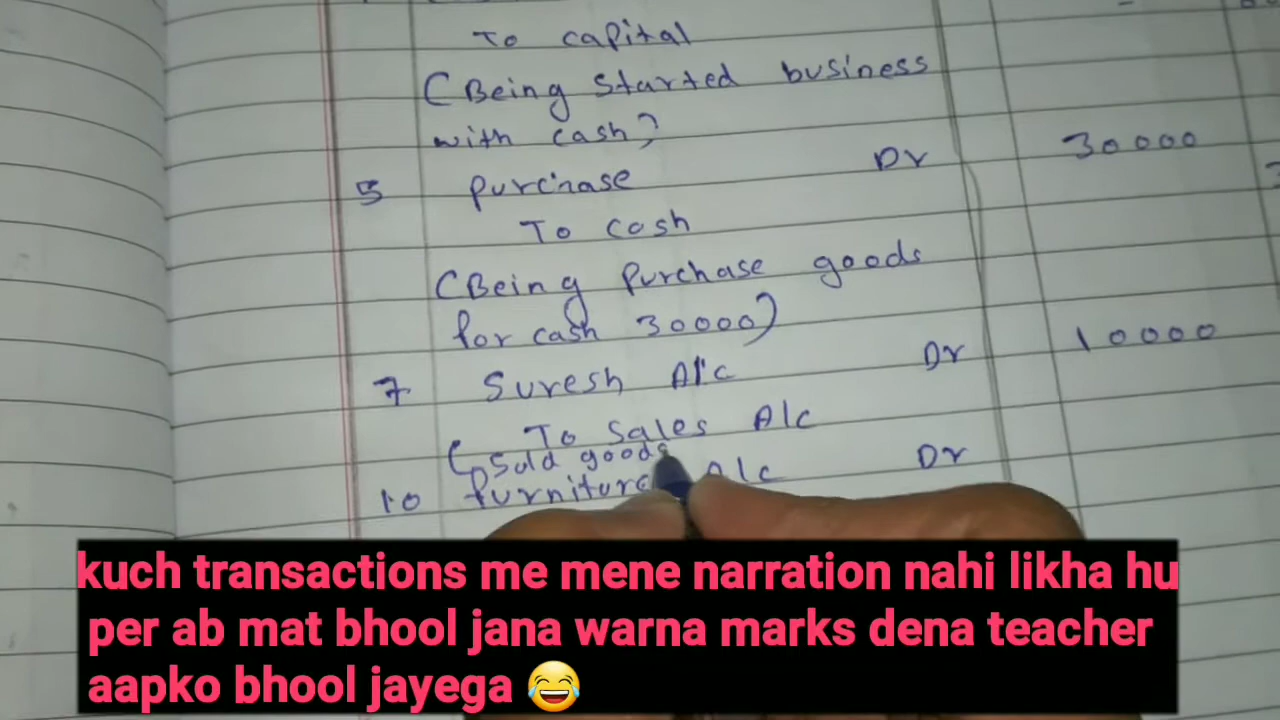 To capital
(Being started business
with cash)
5 purchase Dr 30000
To cash
(Being Purchase goods
for cash 30000)
7 Suresh A/c Dr 10000
To Sales A/c
( Sold goods
10 furniture A/c Dr
kuch transactions me mene narration nahi likha hu
per ab mat bhool jana warna marks dena teacher
aapko bhool jayega 😂